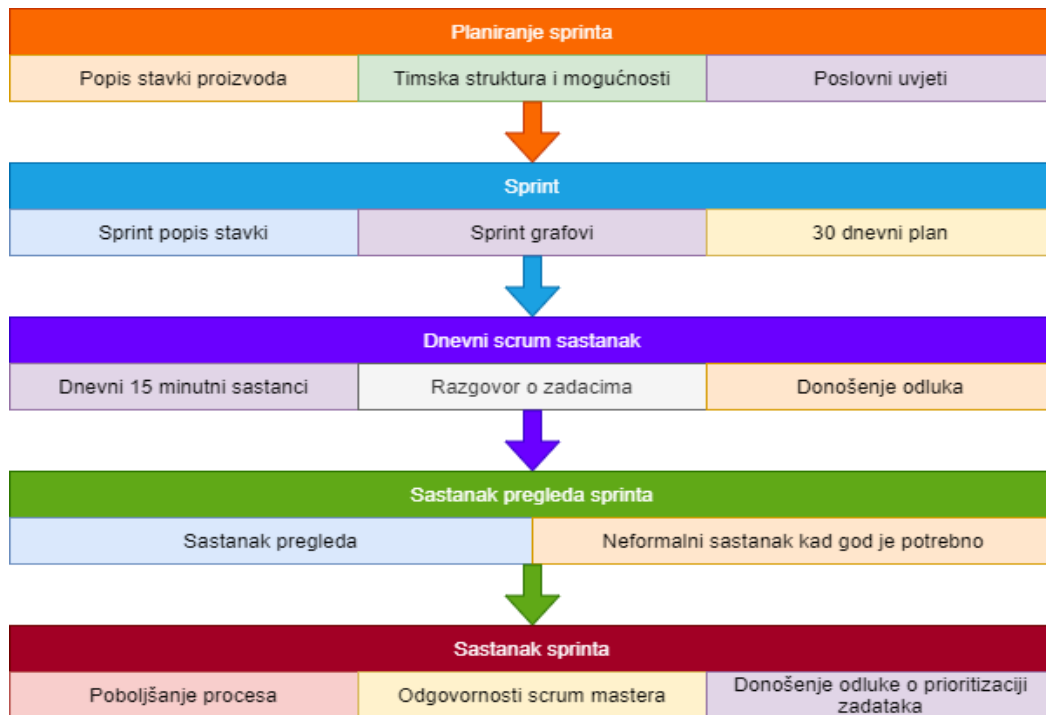 Planiranje sprinta
Popis stavki proizvoda
Timska struktura i mogućnosti
Poslovni uvjeti
Sprint
Sprint popis stavki
Sprint grafovi
30 dnevni plan
Dnevni scrum sastanak
Dnevni 15 minutni sastanci
Razgovor o zadacima
Donošenje odluka
Sastanak pregleda sprinta
Sastanak pregleda
Neformalni sastanak kad god je potrebno
Sastanak sprinta
Poboljšanje procesa
Odgovornosti scrum mastera
Donošenje odluke o prioritizaciji
zadataka